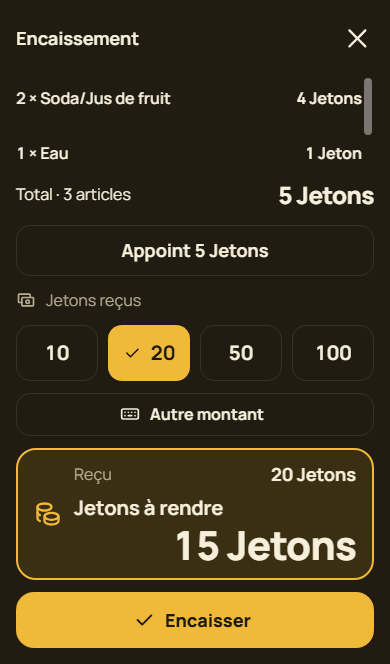 Encaissement
2 × Soda/Jus de fruit 4 Jetons
1 × Eau 1 Jeton
Total · 3 articles 5 Jetons
Appoint 5 Jetons
Jetons reçus
10 20 50 100
Autre montant
Reçu 20 Jetons
Jetons à rendre
15 Jetons
Encaisser